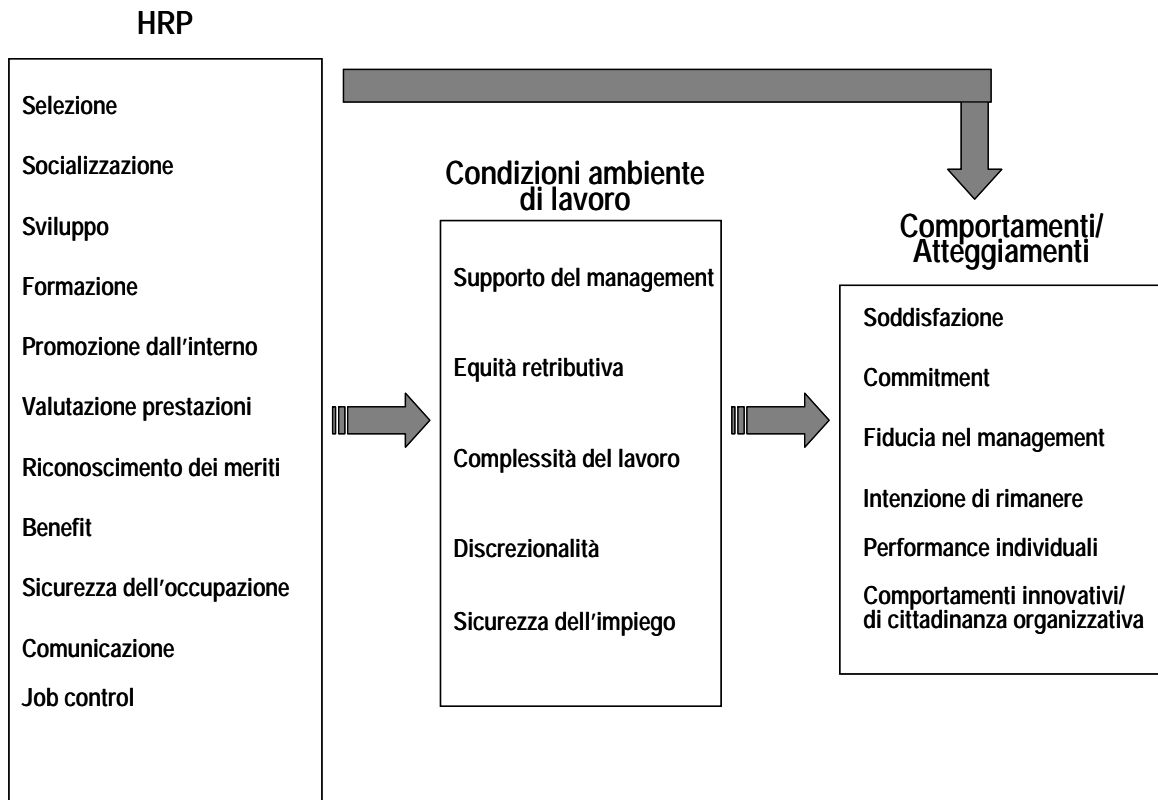 HRP
Selezione
Socializzazione
Sviluppo
Formazione
Promozione dall'interno
Valutazione prestazioni
Riconoscimento dei meriti
Benefit
Sicurezza dell'occupazione
Comunicazione
Job control
Condizioni ambiente
di lavoro
Supporto del management
Equità retributiva
Complessità del lavoro
Discrezionalità
Sicurezza dell'impiego
Comportamenti/
Atteggiamenti
Soddisfazione
Commitment
Fiducia nel management
Intenzione di rimanere
Performance individuali
Comportamenti innovativi/
di cittadinanza organizzativa